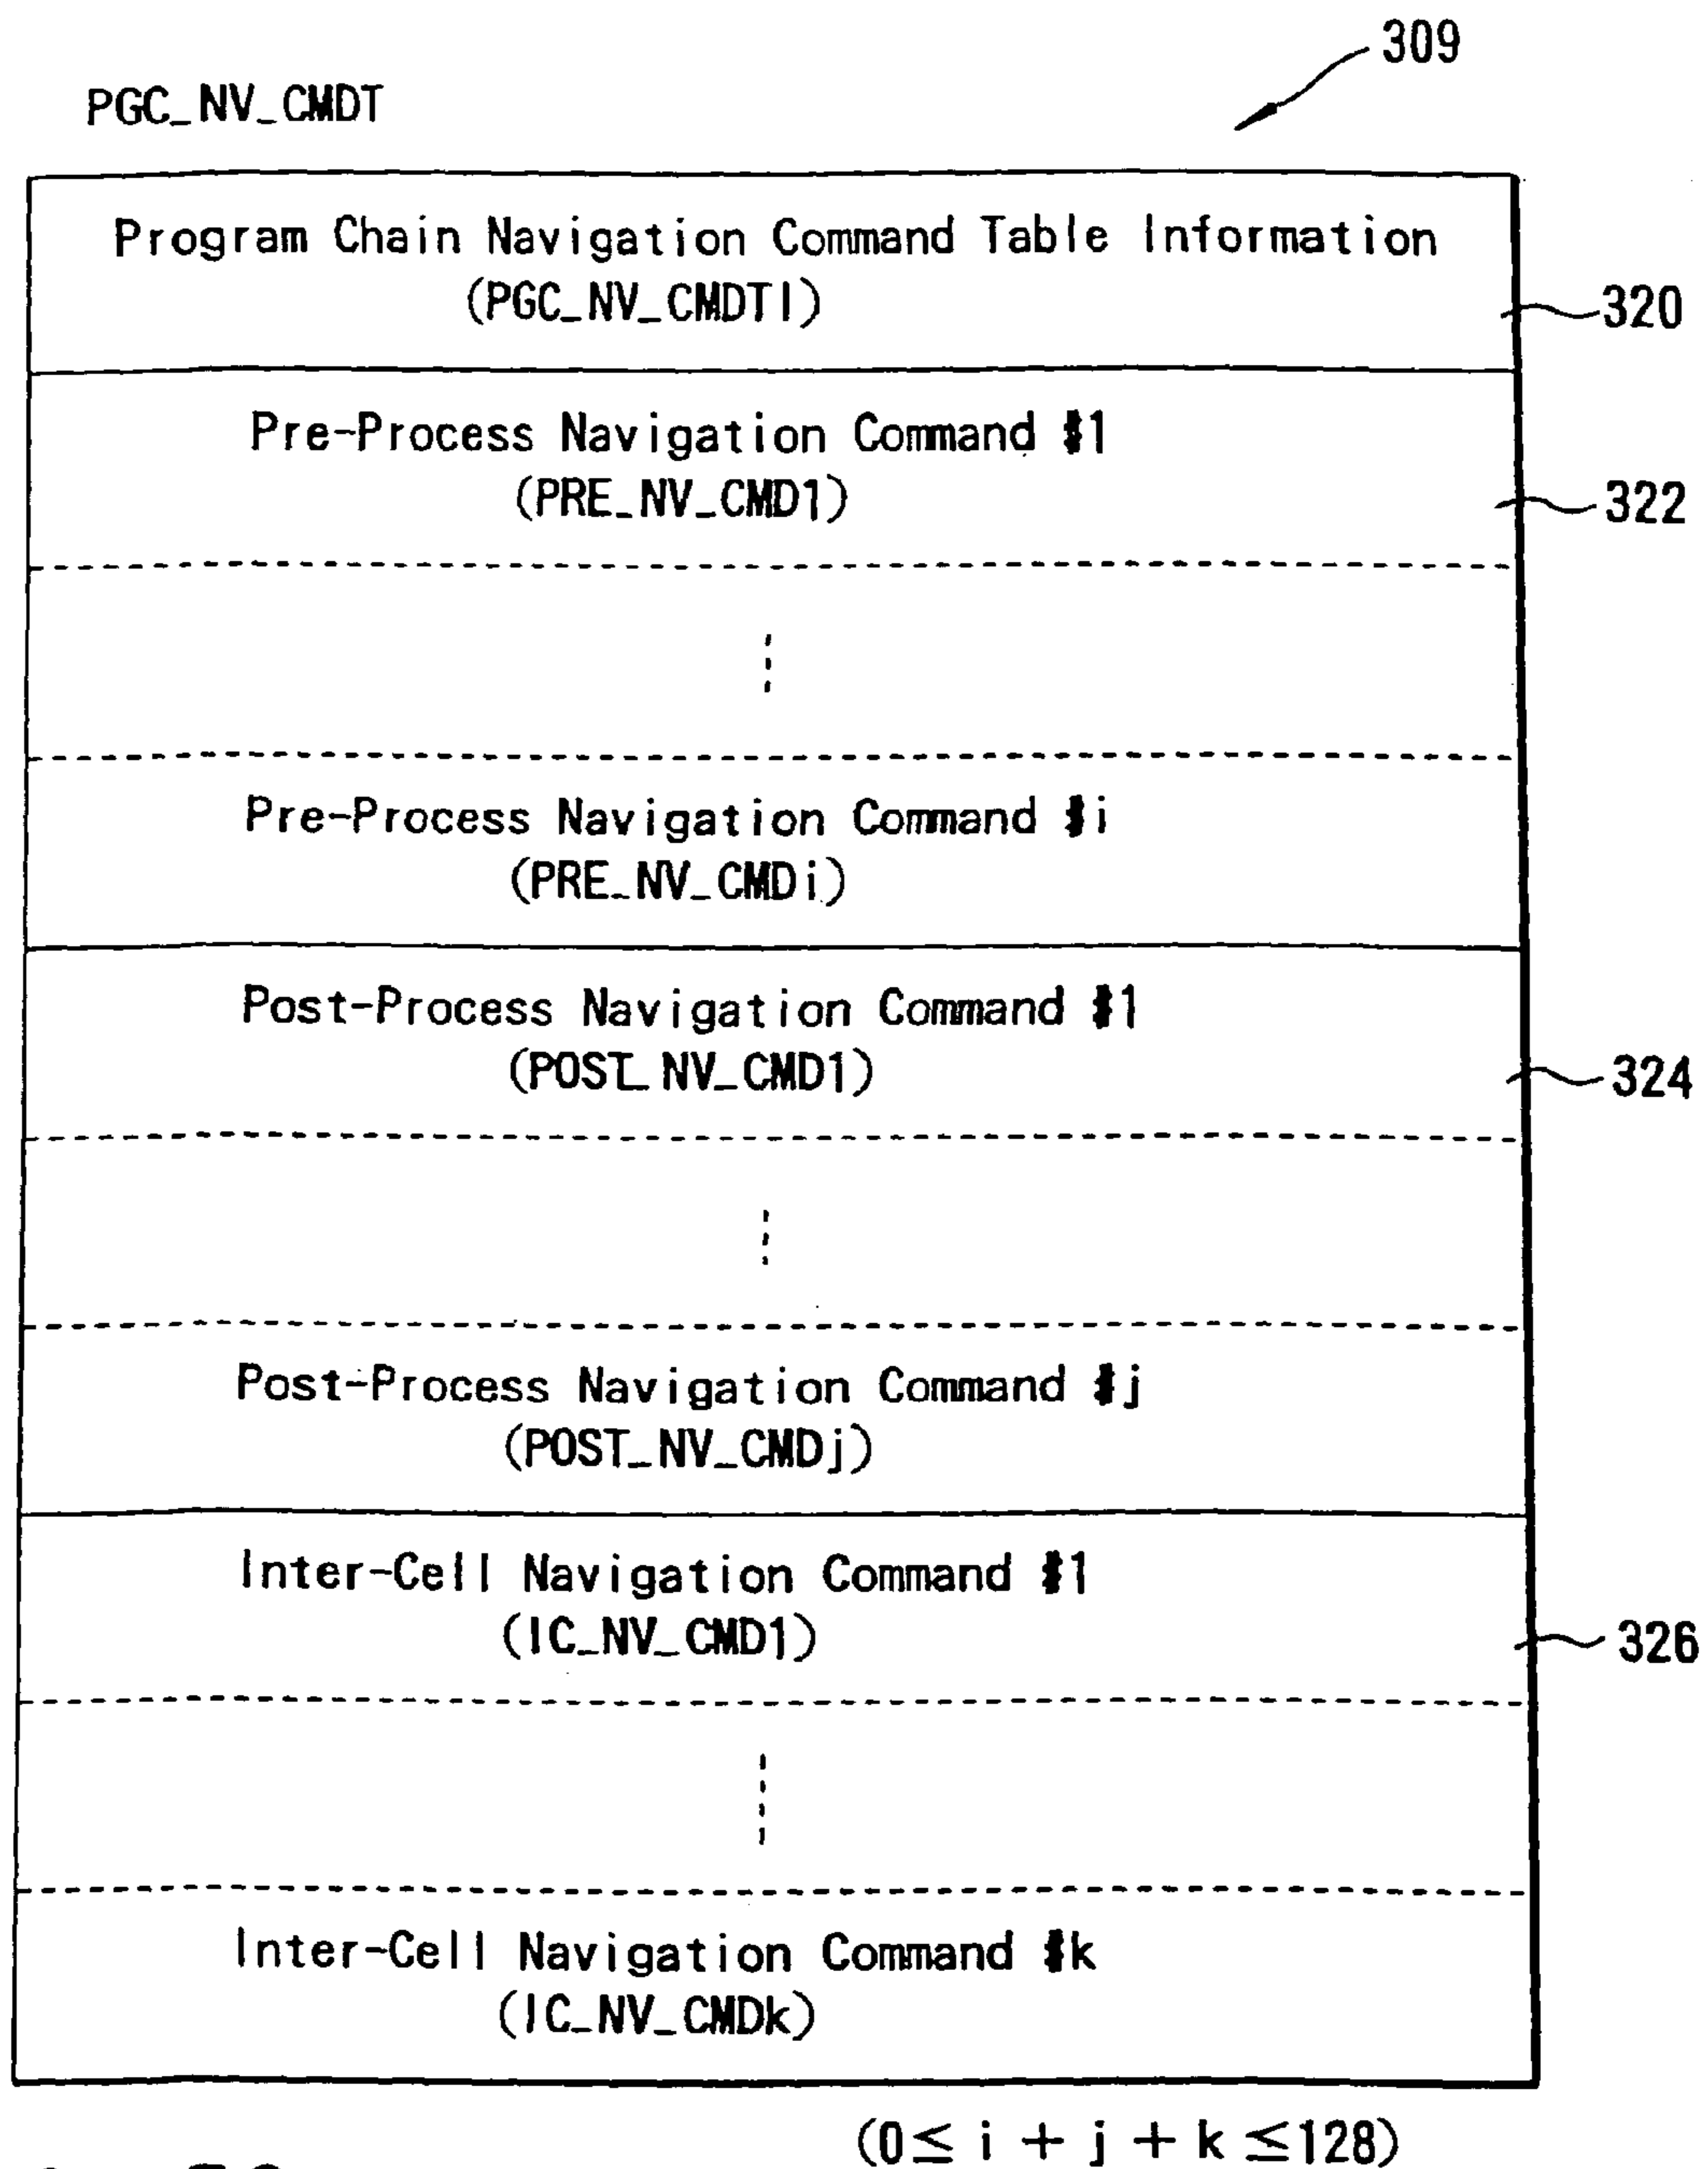 309
PGC_NV_CMDT
Program Chain Navigation Command Table Information
(PGC_NV_CMDTI)
320
Pre-Process Navigation Command #1
(PRE_NV_CMD1)
322
Pre-Process Navigation Command #i
(PRE_NV_CMDi)
Post-Process Navigation Command #1
(POST_NV_CMD1)
324
Post-Process Navigation Command #j
(POST_NV_CMDj)
Inter-Cell Navigation Command #1
(IC_NV_CMD1)
326
Inter-Cell Navigation Command #k
(IC_NV_CMDk)
(0≤ i + j + k ≤128)